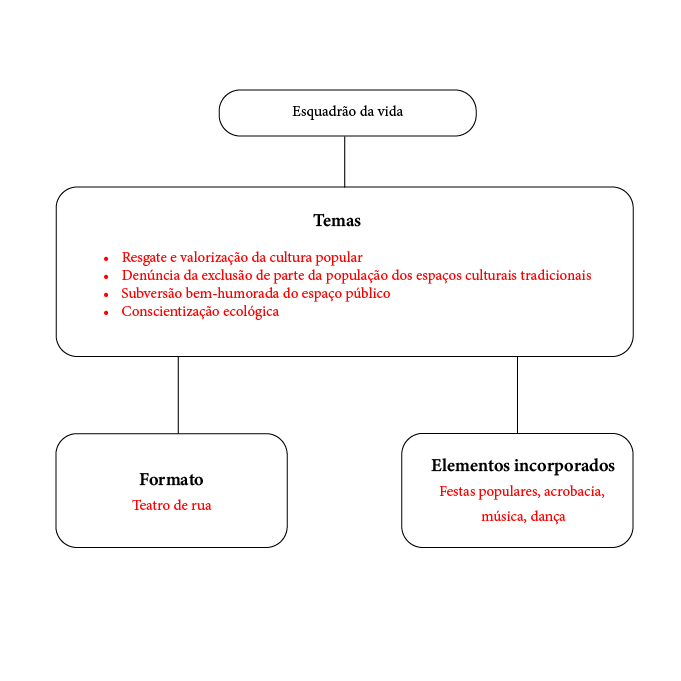 Esquadrão da vida
Temas
• Resgate e valorização da cultura popular
• Denúncia da exclusão de parte da população dos espaços culturais tradicionais
• Subversão bem-humorada do espaço público
• Conscientização ecológica
Formato
Teatro de rua
Elementos incorporados
Festas populares, acrobacia,
música, dança